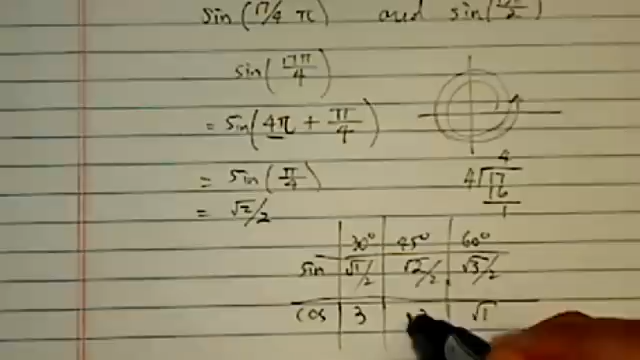 sin(17/4 π) and sin(
sin(17π/4)
= sin(4π + π/4)
= sin(π/4)
= √2/2
4
4)17
16
1
30° 45° 60°
sin √1/2 √2/2 √3/2
cos 3 √1